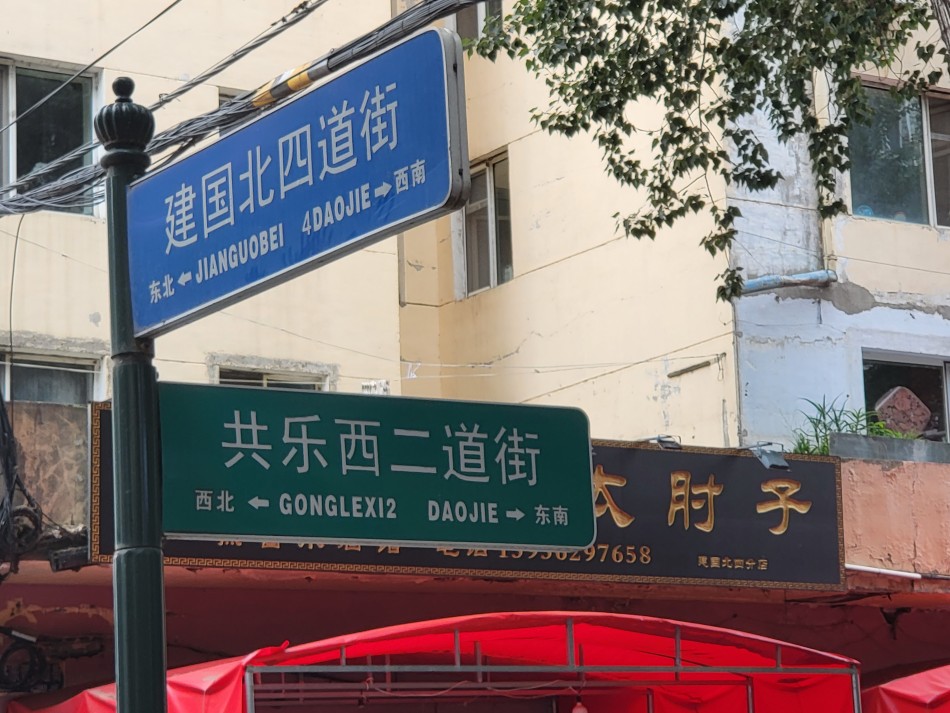 建国北四道街
东北 ← JIANGUOBEI 4DAOJIE → 西南
共乐西二道街
西北 ← GONGLEXI2 DAOJIE → 东南
肘子
建国北四分店